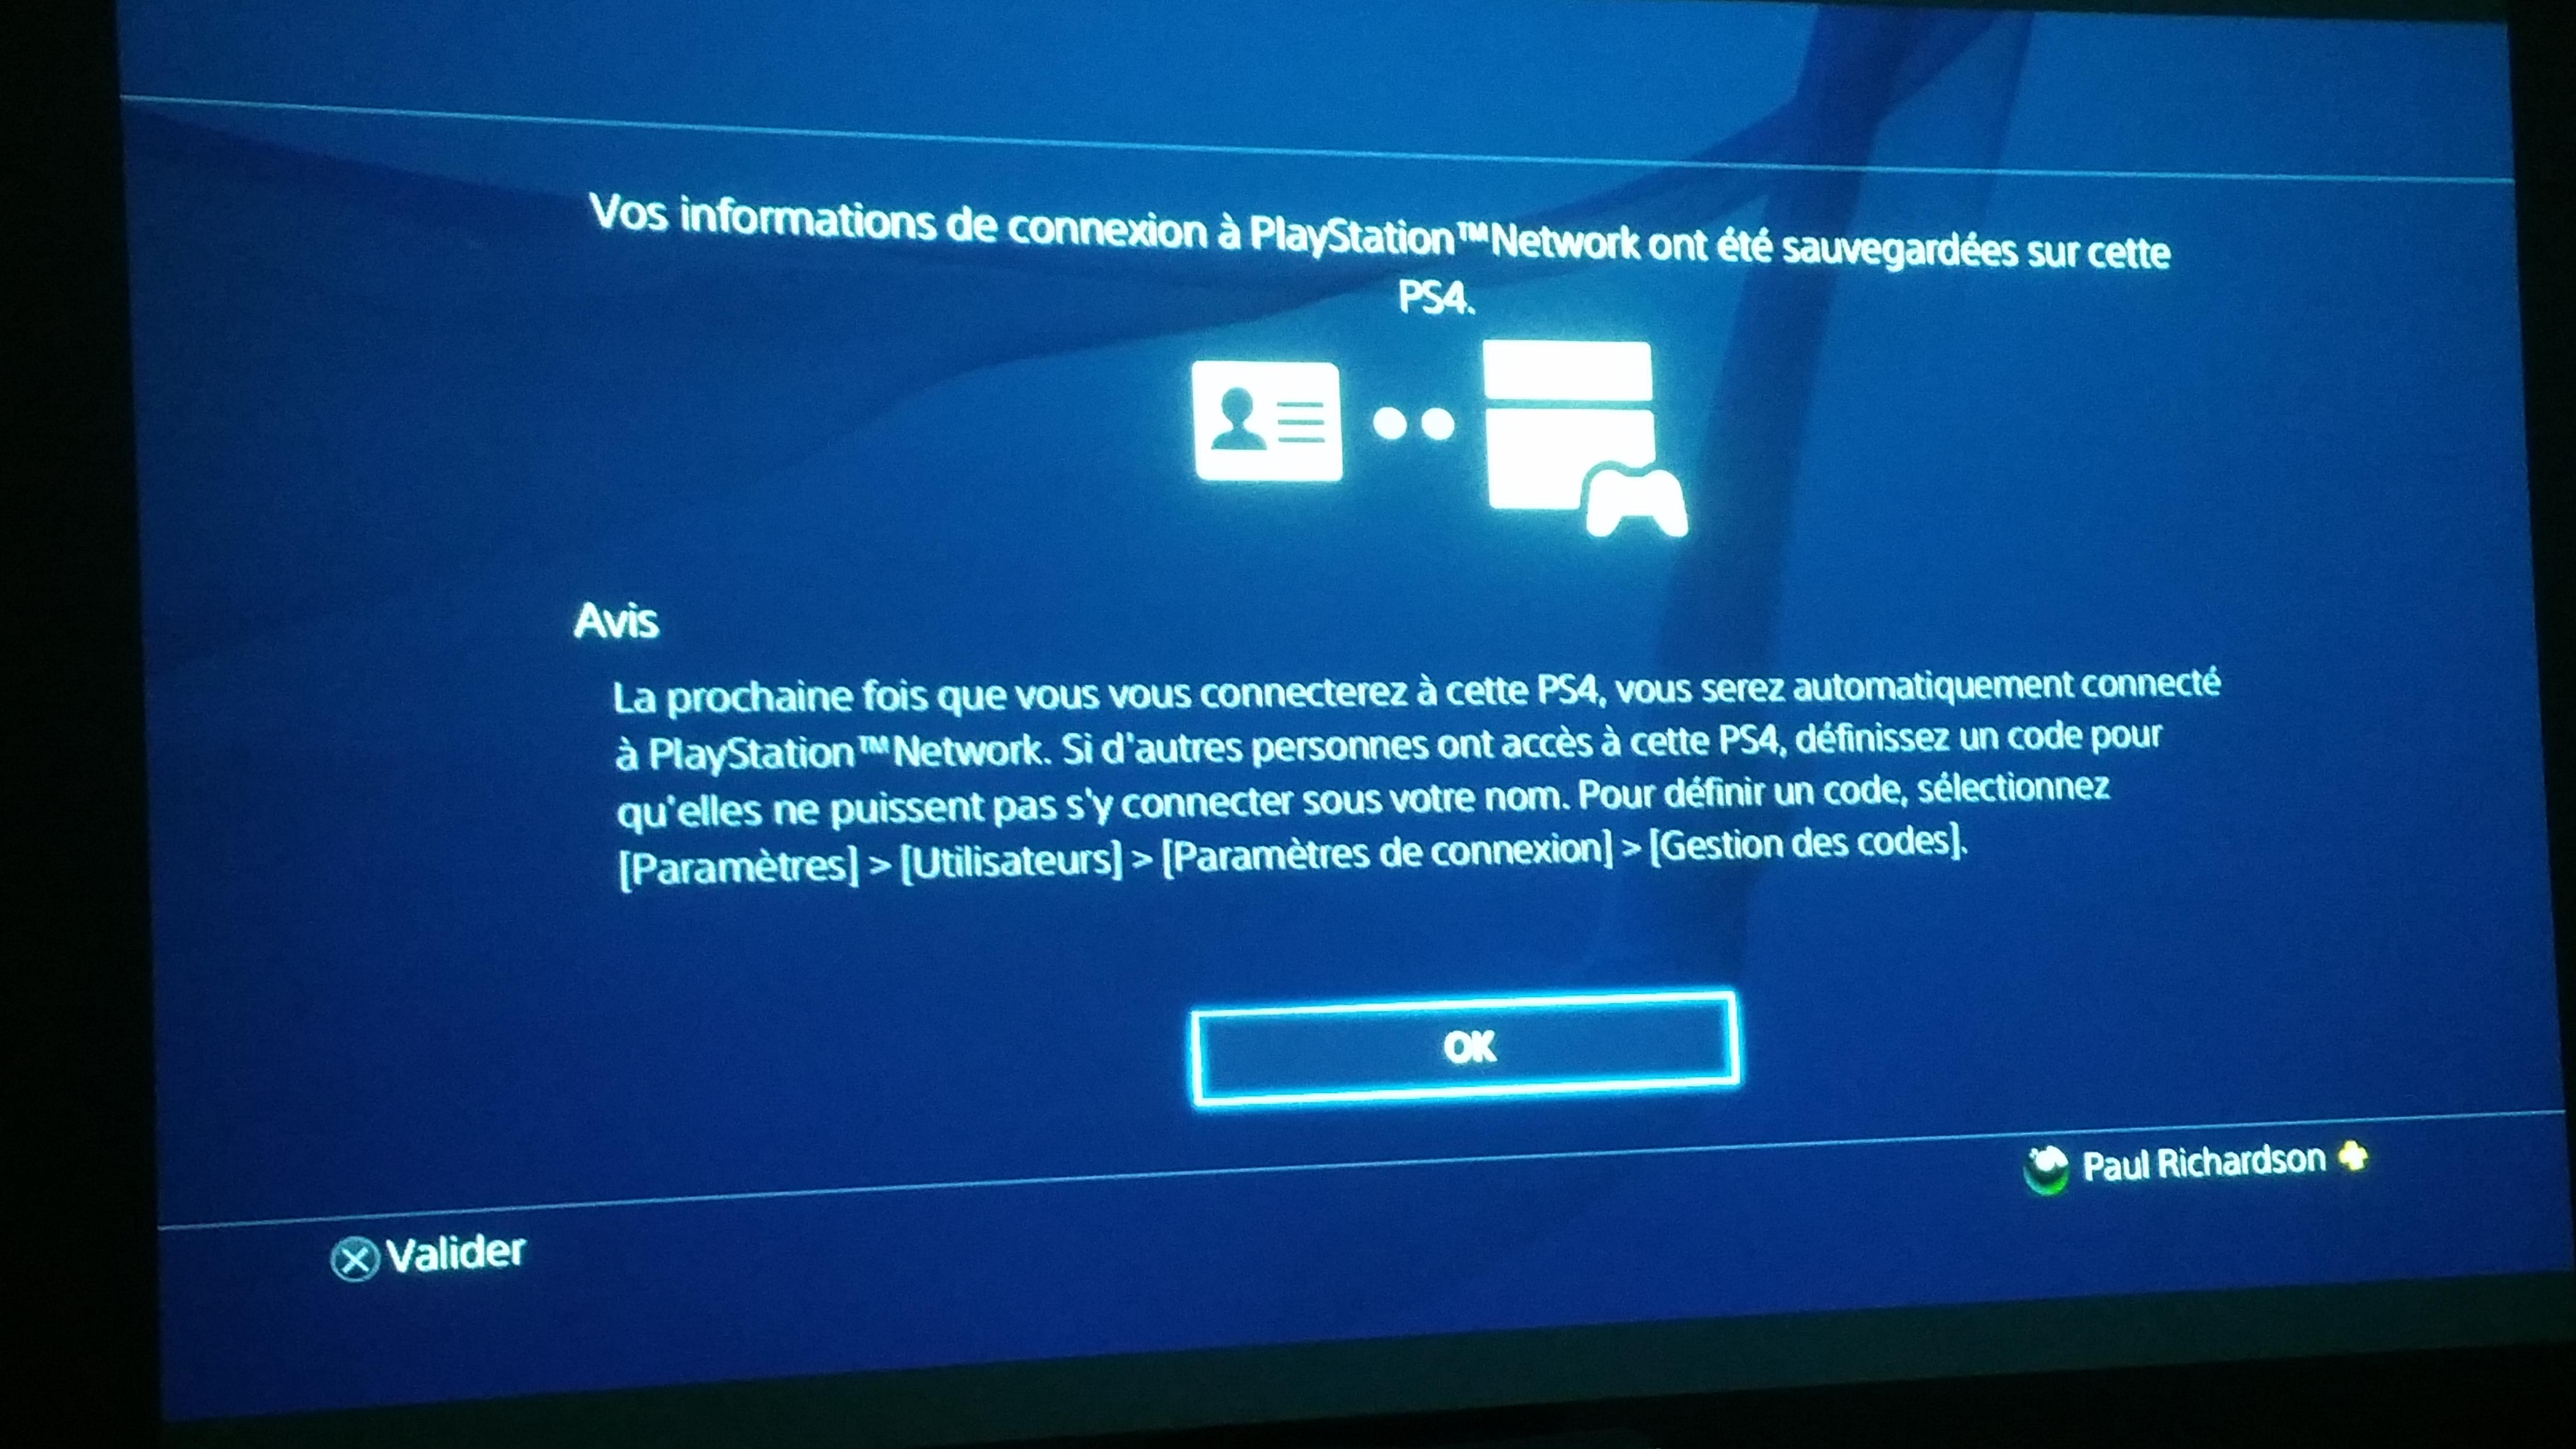 Vos informations de connexion à PlayStation™Network ont été sauvegardées sur cette
PS4.
Avis
La prochaine fois que vous vous connecterez à cette PS4, vous serez automatiquement connecté
à PlayStation™Network. Si d'autres personnes ont accès à cette PS4, définissez un code pour
qu'elles ne puissent pas s'y connecter sous votre nom. Pour définir un code, sélectionnez
[Paramètres] > [Utilisateurs] > [Paramètres de connexion] > [Gestion des codes].
OK
Paul Richardson
Valider